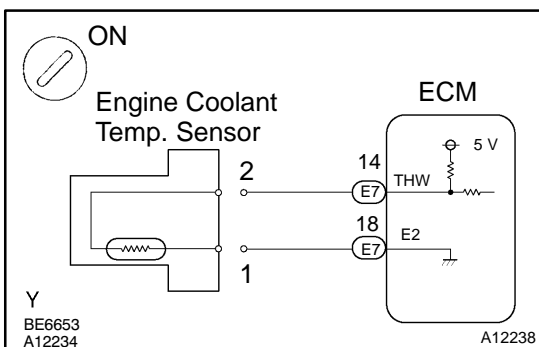 ON
Engine Coolant
Temp. Sensor
ECM
5 V
2
14
THW
E7
18
E2
E7
1
Y
BE6653
A12234
A12238